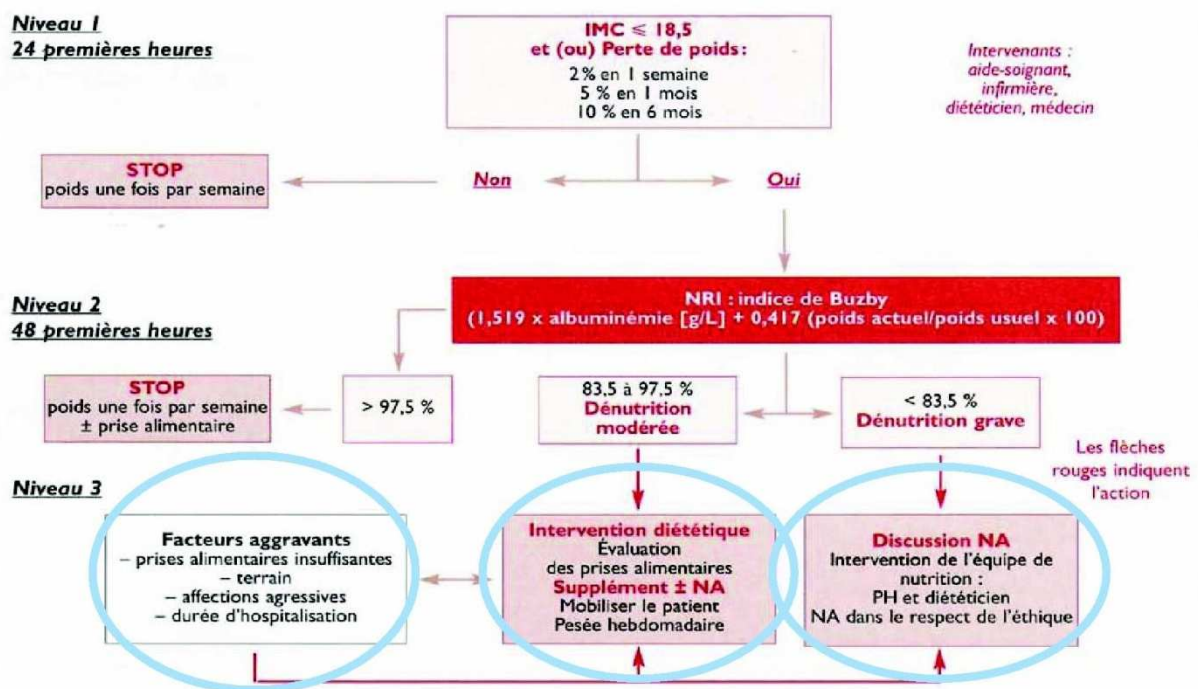 Niveau 1
24 premières heures
IMC ⩽ 18,5
et (ou) Perte de poids :
2% en 1 semaine
5 % en 1 mois
10 % en 6 mois
Intervenants :
aide-soignant,
infirmière,
diététicien, médecin
STOP
poids une fois par semaine
Non
Oui
Niveau 2
48 premières heures
NRI : indice de Buzby
(1,519 x albuminémie [g/L] + 0,417 (poids actuel/poids usuel x 100)
STOP
poids une fois par semaine
± prise alimentaire
> 97,5 %
83,5 à 97,5 %
Dénutrition
modérée
< 83,5 %
Dénutrition grave
Les flèches
rouges indiquent
l'action
Niveau 3
Facteurs aggravants
– prises alimentaires insuffisantes
– terrain
– affections agressives
– durée d'hospitalisation
Intervention diététique
Évaluation
des prises alimentaires
Supplément ± NA
Mobiliser le patient
Pesée hebdomadaire
Discussion NA
Intervention de l'équipe de
nutrition :
PH et diététicien
NA dans le respect de l'éthique